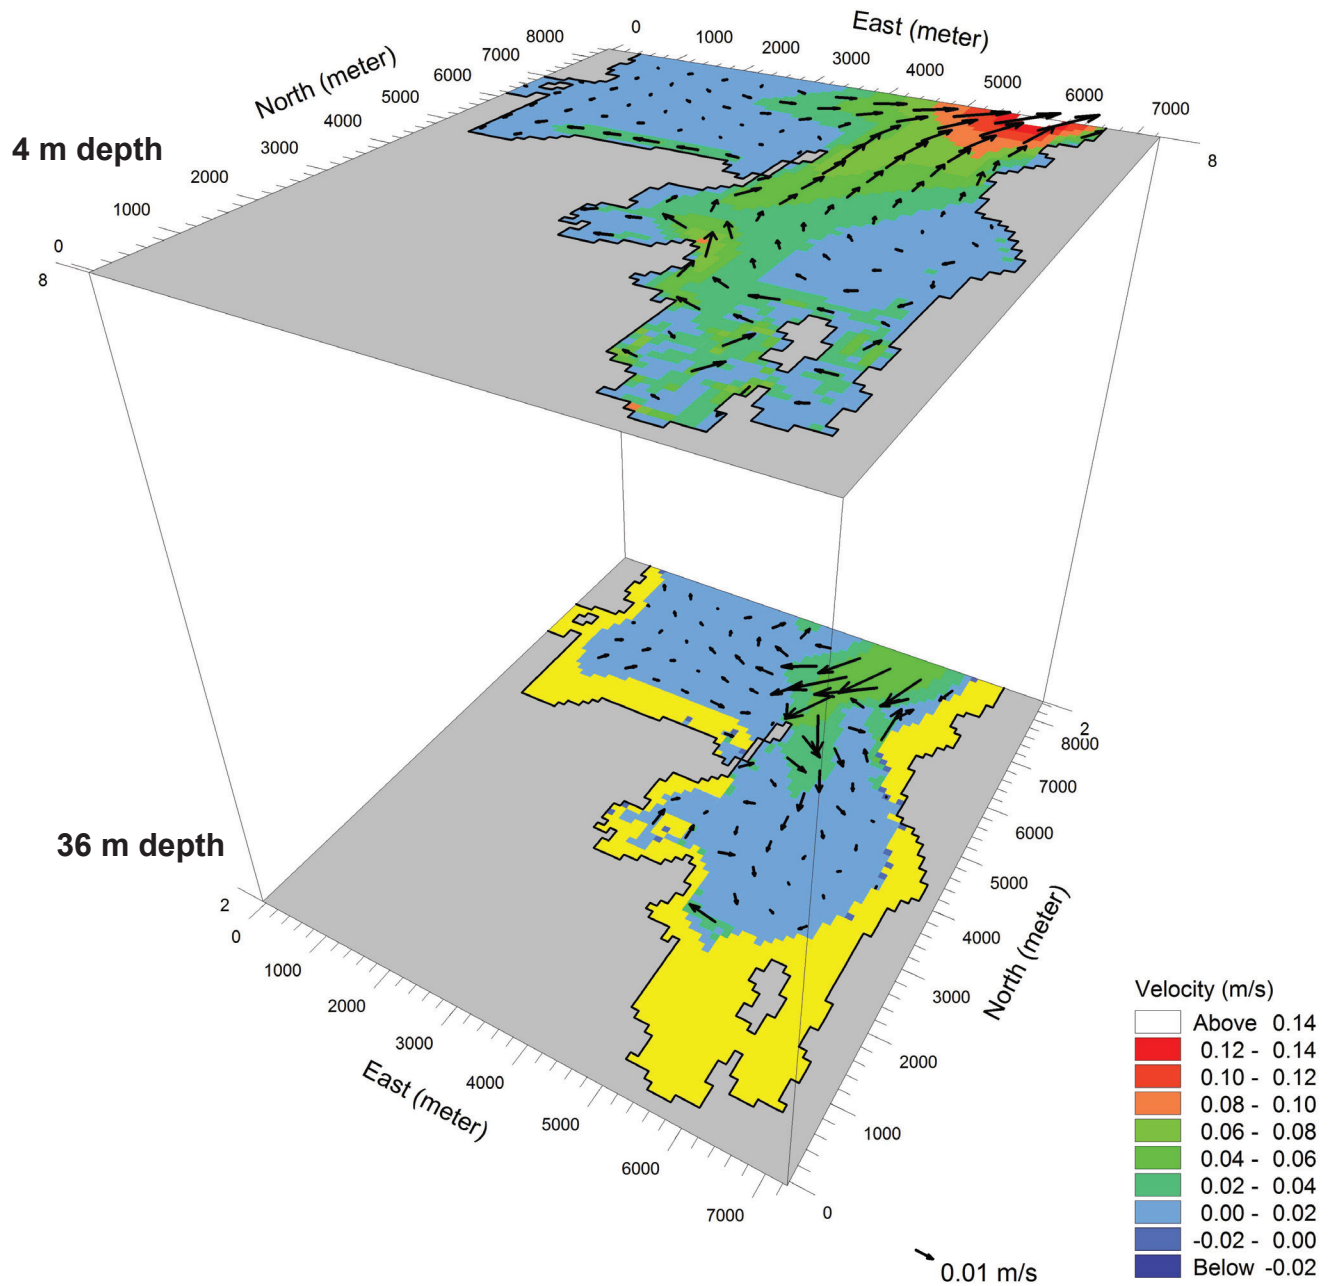 East (meter)
0
1000
2000
3000
4000
5000
6000
7000
8
North (meter)
8000
7000
6000
5000
4000
3000
2000
1000
0
8
4 m depth
36 m depth
2
0
1000
2000
3000
4000
5000
6000
7000
East (meter)
2
8000
7000
6000
5000
4000
3000
2000
1000
0
North (meter)
Velocity (m/s)
Above 0.14
0.12 - 0.14
0.10 - 0.12
0.08 - 0.10
0.06 - 0.08
0.04 - 0.06
0.02 - 0.04
0.00 - 0.02
-0.02 - 0.00
Below -0.02
0.01 m/s